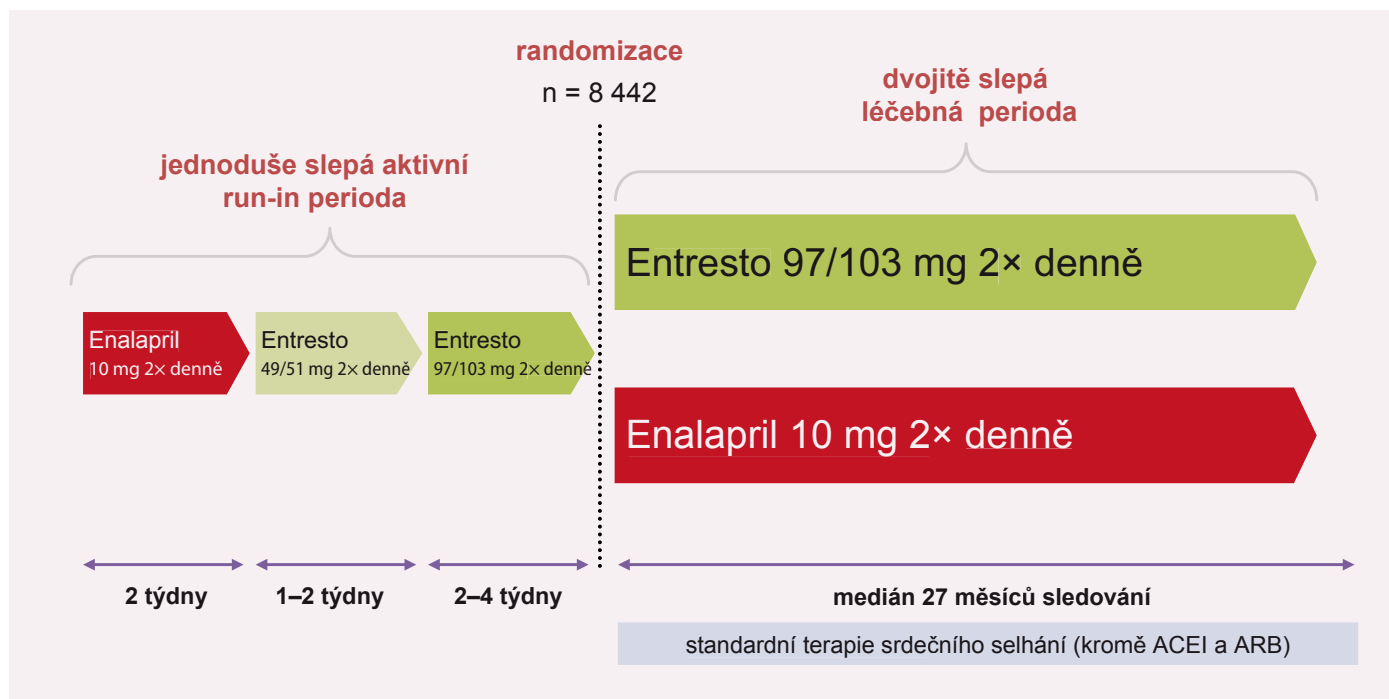 randomizace
n = 8 442
dvojitě slepá
léčebná perioda
jednoduše slepá aktivní
run-in perioda
Entresto 97/103 mg 2× denně
Enalapril
10 mg 2× denně
Entresto
49/51 mg 2× denně
Entresto
97/103 mg 2× denně
Enalapril 10 mg 2× denně
2 týdny
1–2 týdny
2–4 týdny
medián 27 měsíců sledování
standardní terapie srdečního selhání (kromě ACEI a ARB)